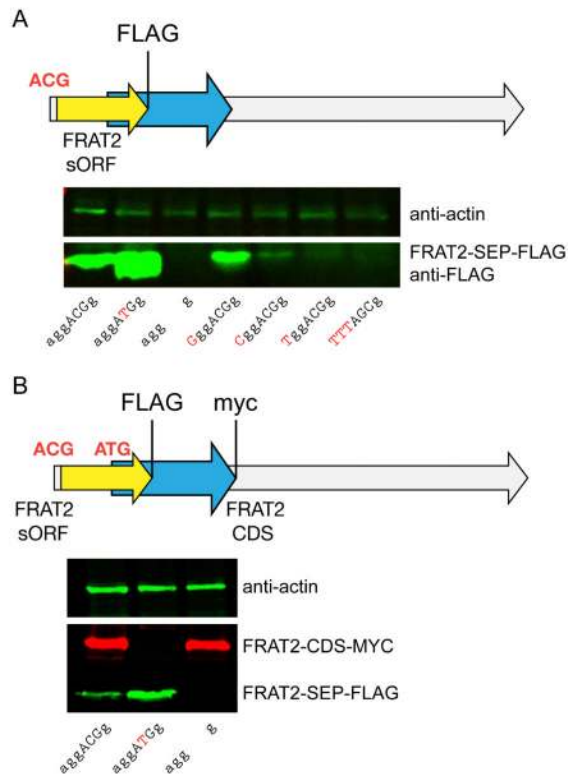 A
FLAG
ACG
FRAT2
sORF
anti-actin
FRAT2-SEP-FLAG
anti-FLAG
aggACGg
aggATGg
agg g
GggACGg
CggACGg
TggACGg
TTTAGCg
B
FLAG myc
ACG ATG
FRAT2
sORF
FRAT2
CDS
anti-actin
FRAT2-CDS-MYC
FRAT2-SEP-FLAG
aggACGg
aggATGg
agg g